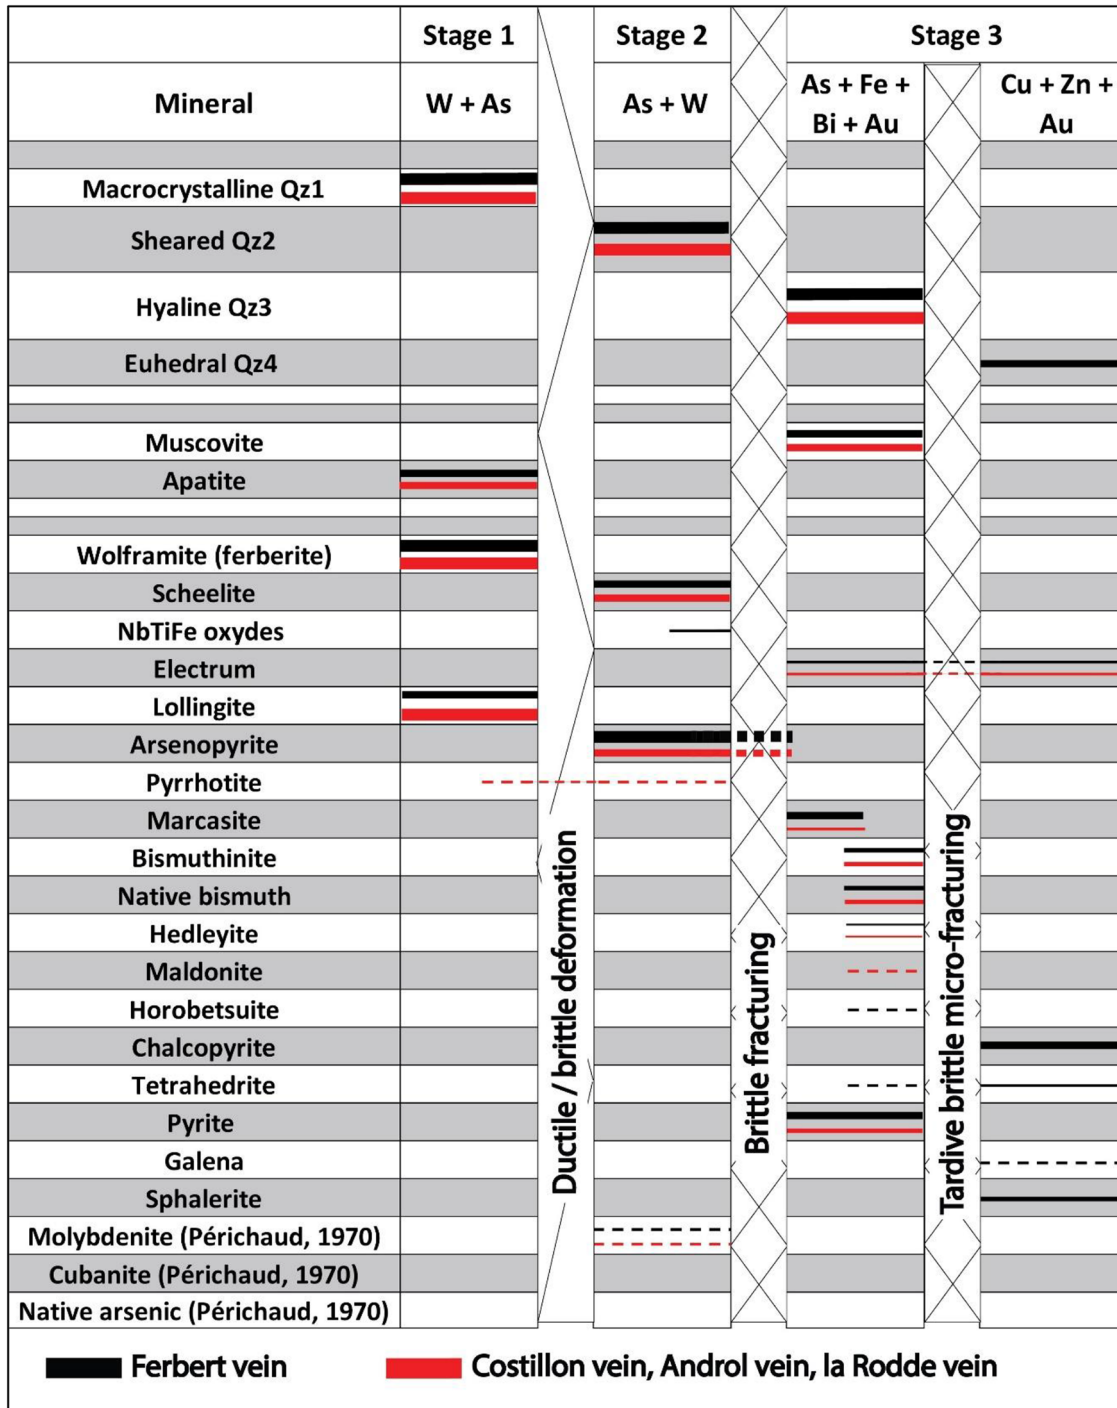 Stage 1 Stage 2 Stage 3
Mineral W + As As + W As + Fe + Bi + Au Cu + Zn + Au
Macrocrystalline Qz1
Sheared Qz2
Hyaline Qz3
Euhedral Qz4
Muscovite
Apatite
Wolframite (ferberite)
Scheelite
NbTiFe oxydes
Electrum
Lollingite
Arsenopyrite
Pyrrhotite
Marcasite
Bismuthinite
Native bismuth
Hedleyite
Maldonite
Horobetsuite
Chalcopyrite
Tetrahedrite
Pyrite
Galena
Sphalerite
Molybdenite (Périchaud, 1970)
Cubanite (Périchaud, 1970)
Native arsenic (Périchaud, 1970)
Ductile / brittle deformation
Brittle fracturing
Tardive brittle micro-fracturing
Ferbert vein
Costillon vein, Androl vein, la Rodde vein